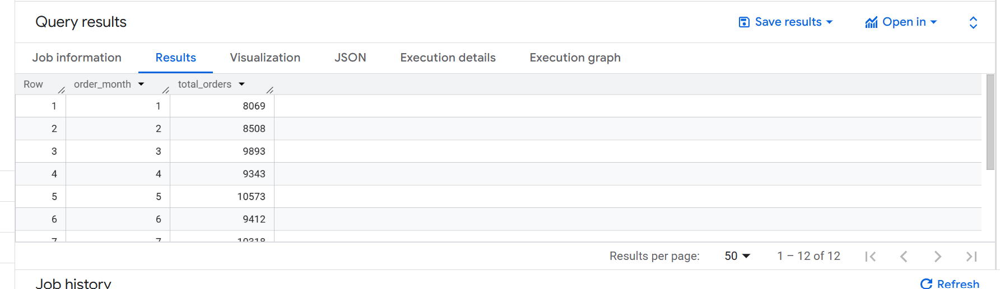 Query results Save results Open in
Job information Results Visualization JSON Execution details Execution graph
Row order_month total_orders
1 1 8069
2 2 8508
3 3 9893
4 4 9343
5 5 10573
6 6 9412
7 7 10318
Results per page: 50 1 – 12 of 12
Job history Refresh